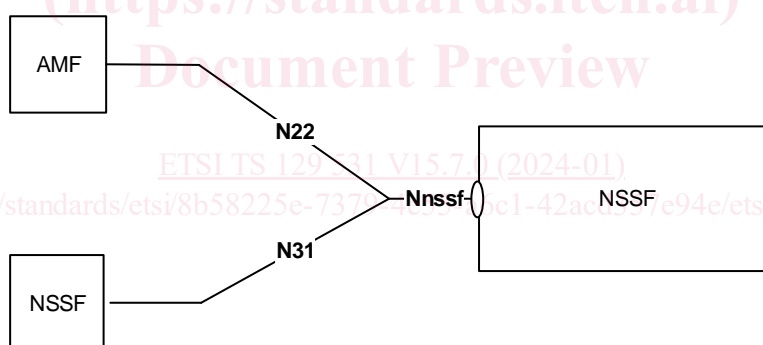 (https://standards.iteh.ai)
Document Preview
AMF
N22
ETSI TS 129 531 V15.7.0 (2024-01)
Nnssf
NSSF
N31
NSSF